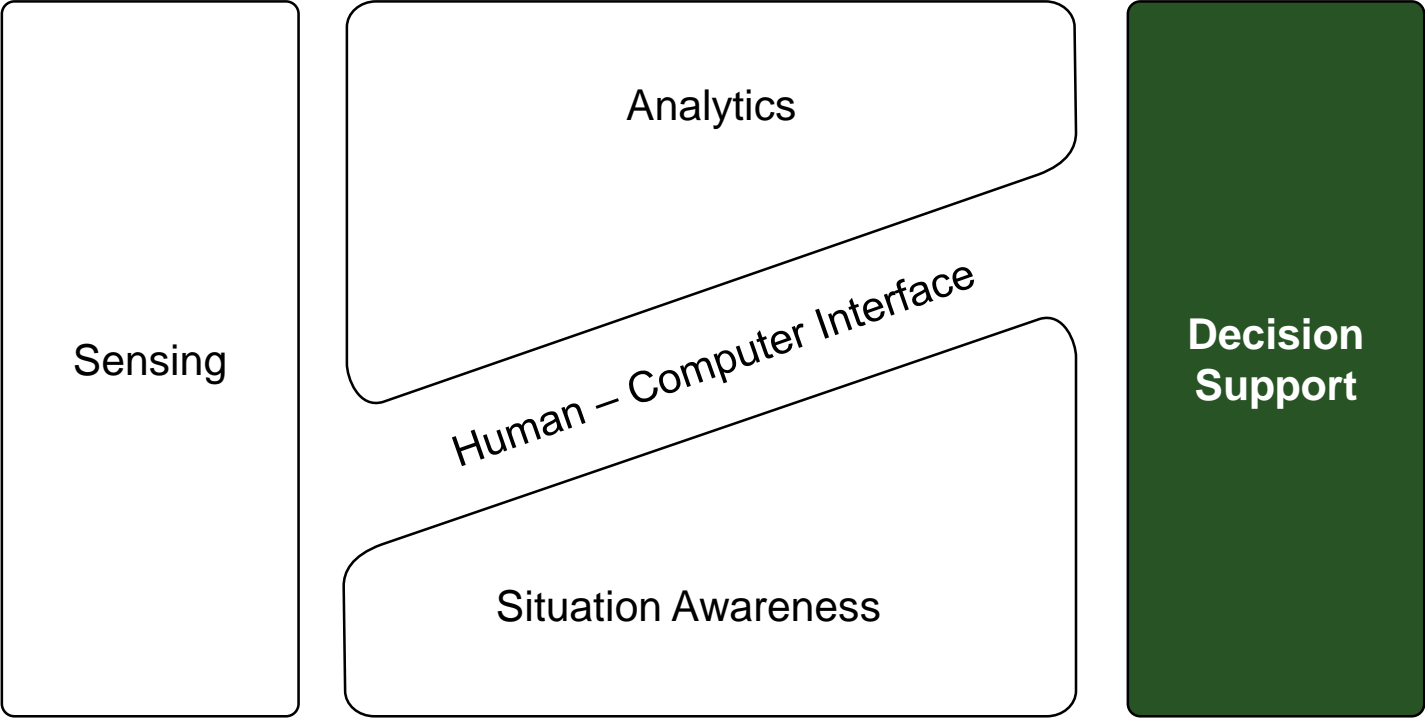 Sensing
Analytics
Human – Computer Interface
Situation Awareness
Decision
Support